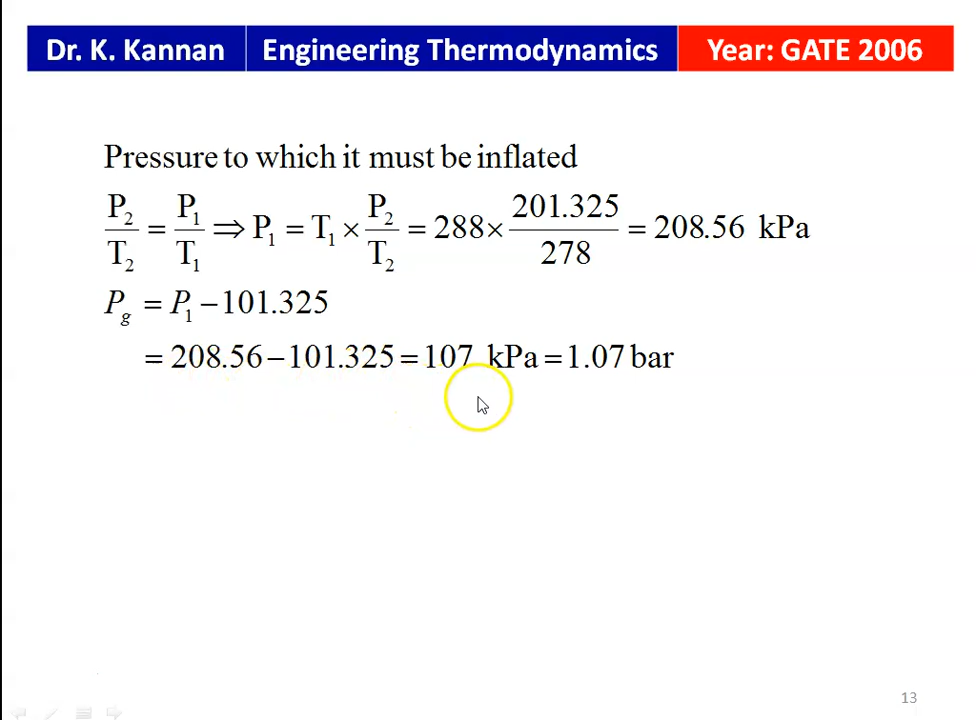 Dr. K. Kannan Engineering Thermodynamics Year: GATE 2006
Pressure to which it must be inflated
P₂/T₂ = P₁/T₁ ⇒ P₁ = T₁ × P₂/T₂ = 288 × 201.325/278 = 208.56 kPa
P_g = P₁ − 101.325
= 208.56 − 101.325 = 107 kPa = 1.07 bar
13